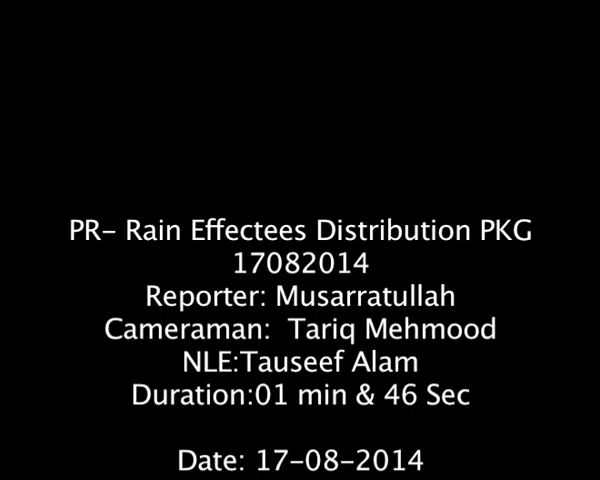 PR- Rain Effectees Distribution PKG
17082014
Reporter: Musarratullah
Cameraman:  Tariq Mehmood
NLE:Tauseef Alam
Duration:01 min & 46 Sec
Date: 17-08-2014